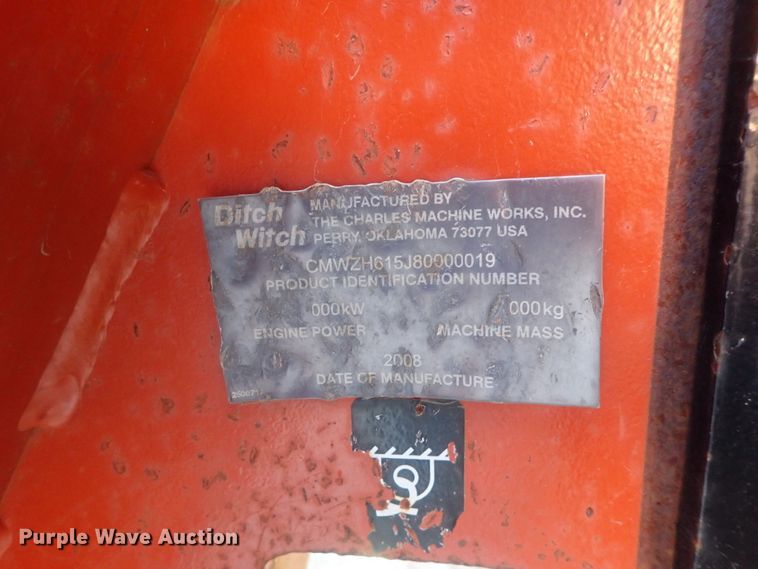 Ditch
Witch
MANUFACTURED BY
THE CHARLES MACHINE WORKS, INC.
PERRY, OKLAHOMA 73077 USA
CMWZH615J80000019
PRODUCT IDENTIFICATION NUMBER
000kW
000kg
ENGINE POWER
MACHINE MASS
2008
DATE OF MANUFACTURE
Purple Wave Auction